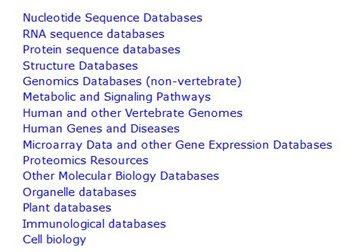 Nucleotide Sequence Databases
RNA sequence databases
Protein sequence databases
Structure Databases
Genomics Databases (non-vertebrate)
Metabolic and Signaling Pathways
Human and other Vertebrate Genomes
Human Genes and Diseases
Microarray Data and other Gene Expression Databases
Proteomics Resources
Other Molecular Biology Databases
Organelle databases
Plant databases
Immunological databases
Cell biology